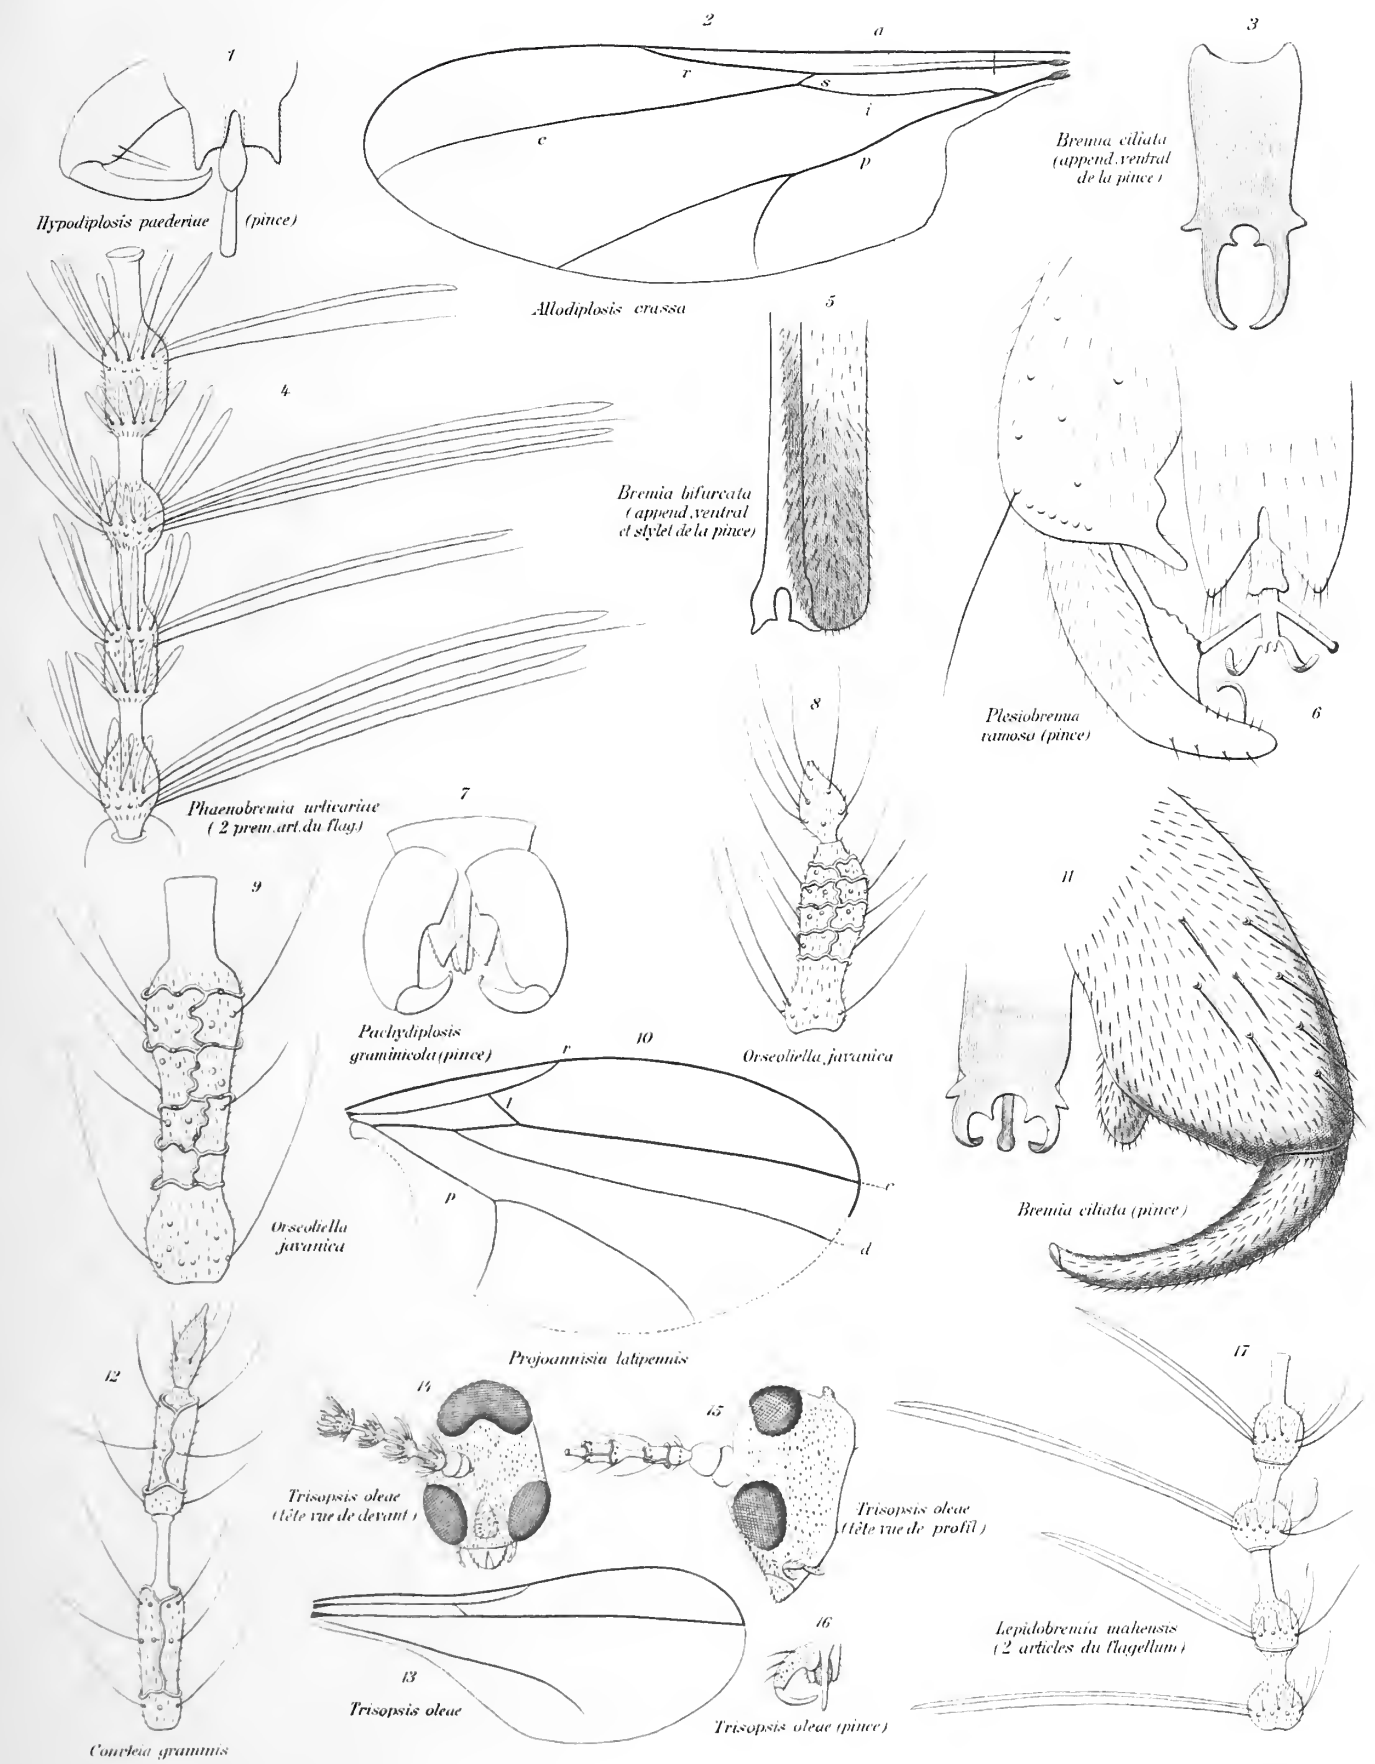 1
2
a
3
r
s
i
c
p
Bremia ciliata
(append. ventral
de la pince)
Hypodiplosis paederiae (pince)
Allodiplosis crassa
5
4
Bremia bifurcata
(append. ventral
et stylet de la pince)
Plesiobremia
ramosa (pince)
6
8
Phaenobremia urticariae
(2 prem. art. du flag.)
7
9
11
Pachydiplosis
graminicola (pince)
Orseoliella javanica
r
10
t
p
c
d
Orseoliella
javanica
Bremia ciliata (pince)
Projoannisia latipennis
12
14
15
17
Trisopsis oleae
(tête vue de devant)
Trisopsis oleae
(tête vue de profil)
16
13
Trisopsis oleae
Lepidobremia mahensis
(2 articles du flagellum)
Trisopsis oleae (pince)
graminis